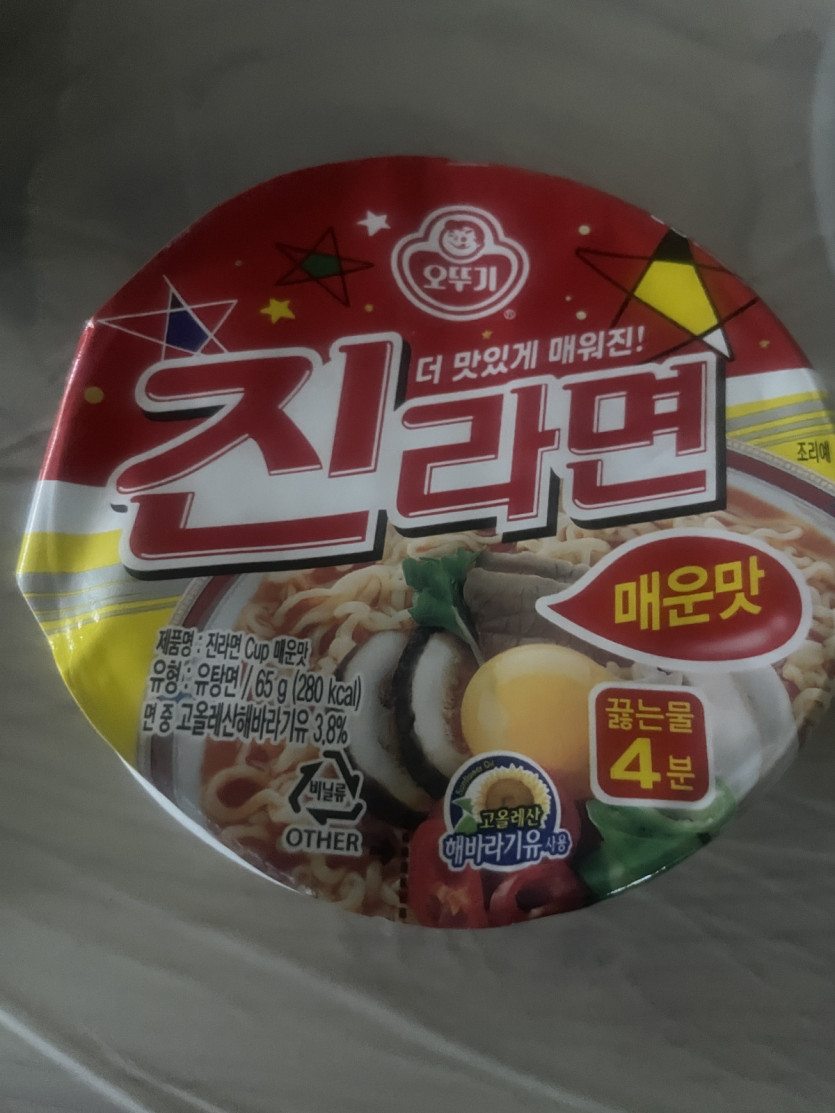 오뚜기
더 맛있게 매워진!
진라면
조리예
매운맛
제품명 : 진라면 Cup 매운맛
유형 : 유탕면 / 65 g (280 kcal)
면 중 고올레산해바라기유 3.8%
끓는물
4분
비닐류
OTHER
Sunflower Oil
고올레산
해바라기유 사용